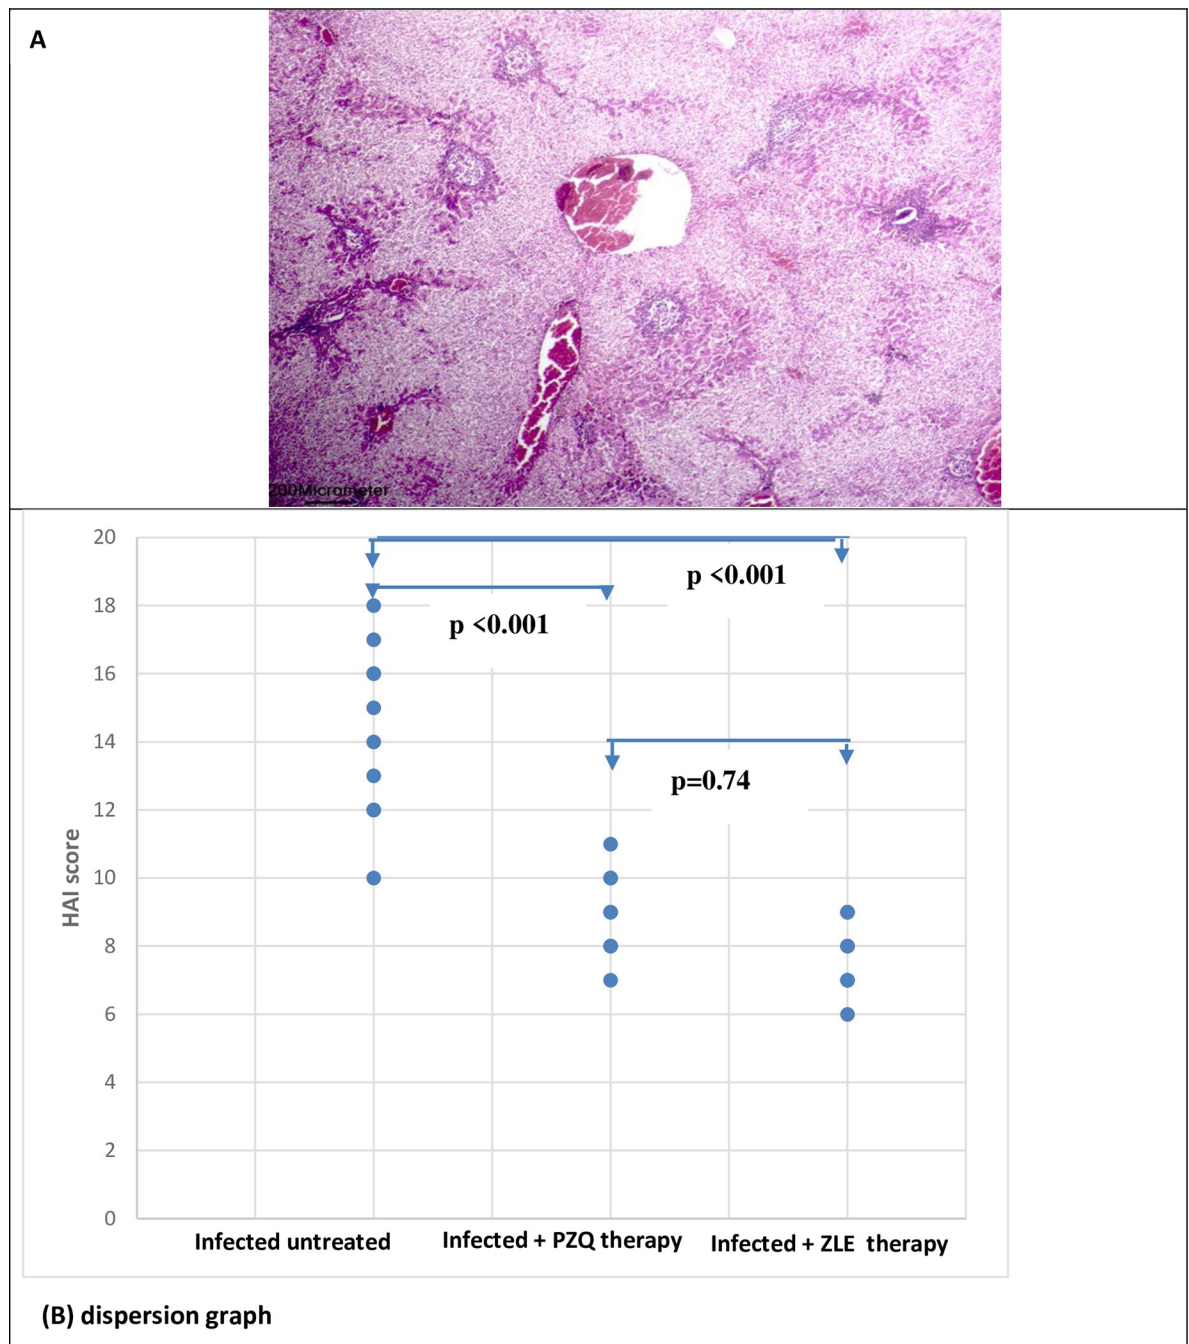 A
200Micrometer
20
p <0.001
18
p <0.001
16
14
p=0.74
12
10
8
6
4
2
0
HAI score
Infected untreated
Infected + PZQ therapy
Infected + ZLE therapy
(B) dispersion graph